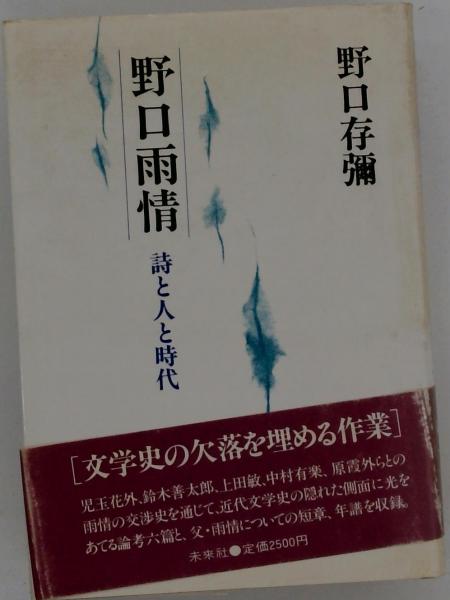 野口存彌
野口雨情
詩と人と時代
[文学史の欠落を埋める作業]
児玉花外、鈴木善太郎、上田敏、中村有楽、原霞外らとの
雨情の交渉史を通じて、近代文学史の隠れた側面に光を
あてる論考六篇と、父・雨情についての短章、年譜を収録。
未来社●定価2500円